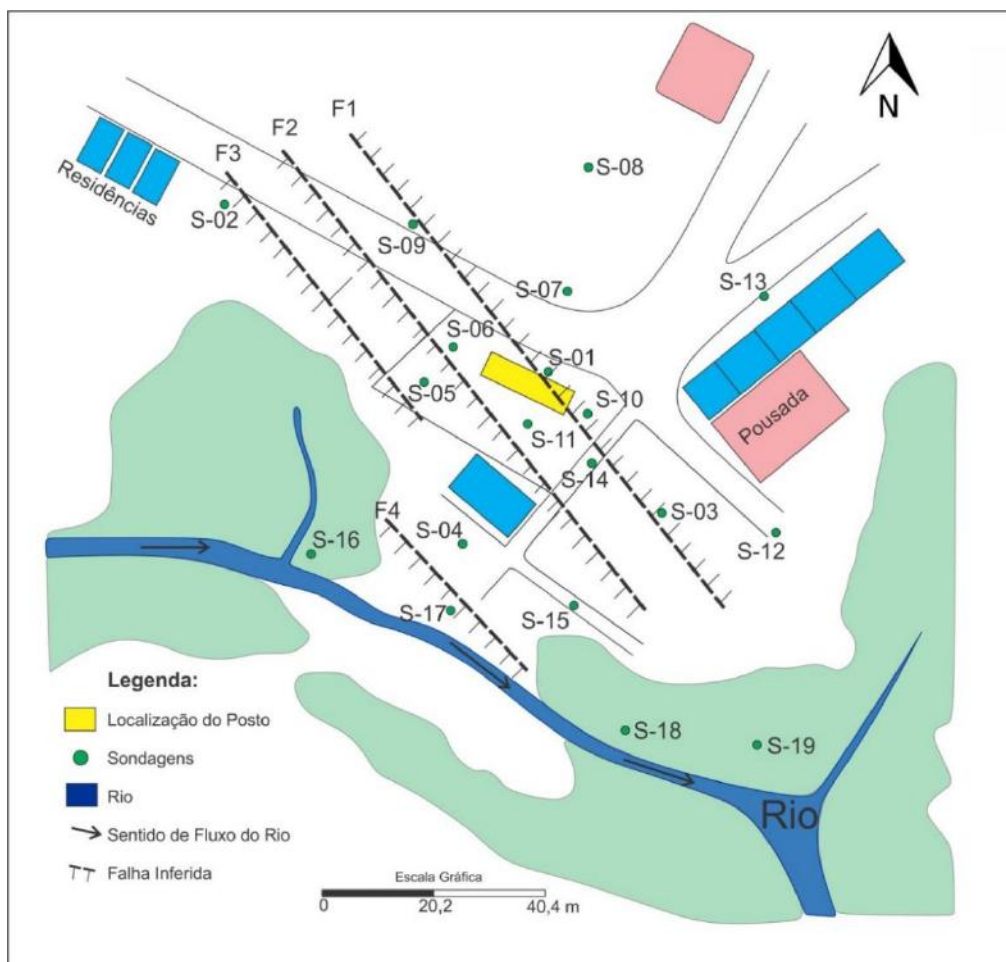 N
F1
F2
F3
S-08
Residências
S-02
S-09
S-13
S-07
S-06
S-01
S-05
S-10
S-11
Pousada
S-14
F4
S-03
S-04
S-12
S-16
S-17
S-15
Legenda:
Localização do Posto
S-18
S-19
Sondagens
Rio
Rio
Sentido de Fluxo do Rio
Falha Inferida
Escala Gráfica
0 20,2 40,4 m